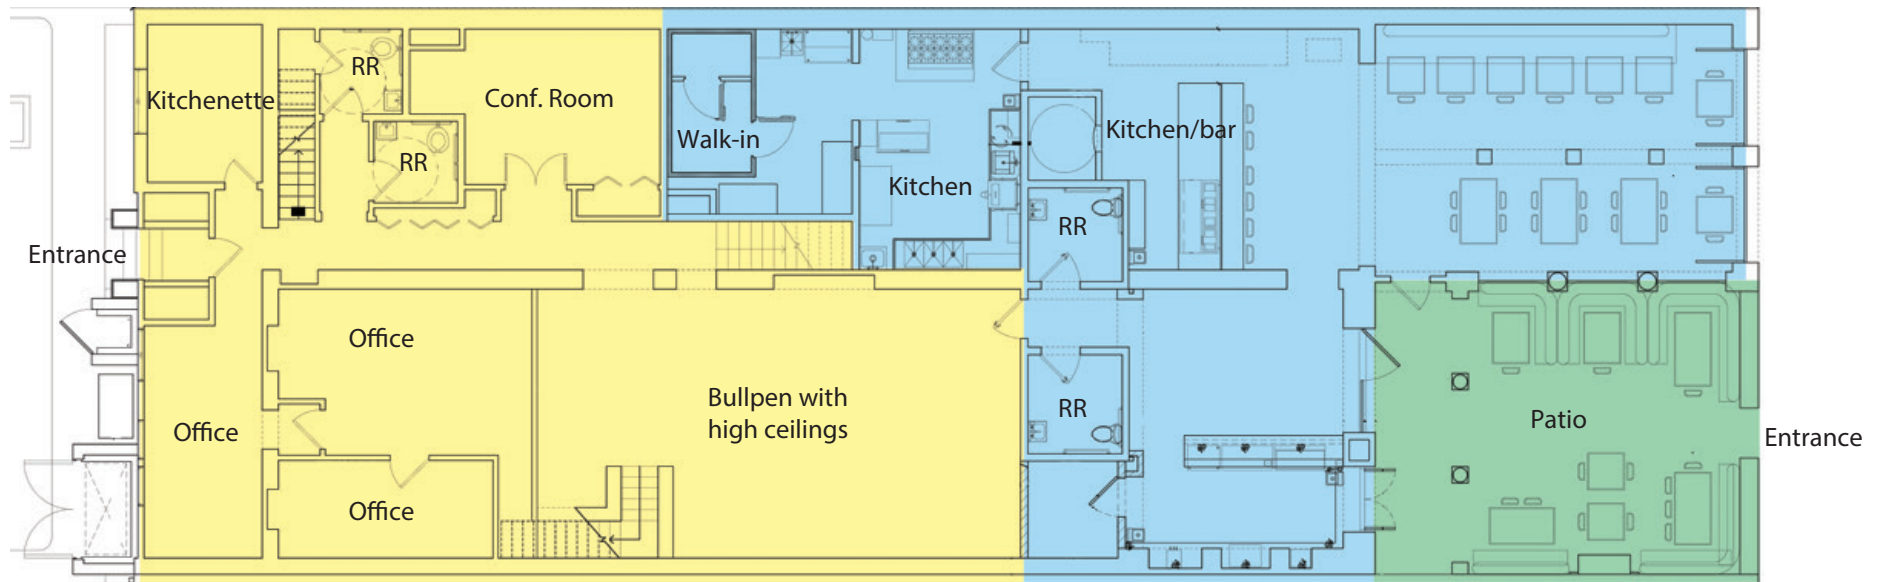 RR
Kitchenette
Conf. Room
Walk-in
Kitchen/bar
RR
Kitchen
RR
Entrance
Office
Bullpen with
high ceilings
RR
Patio
Office
Entrance
Office